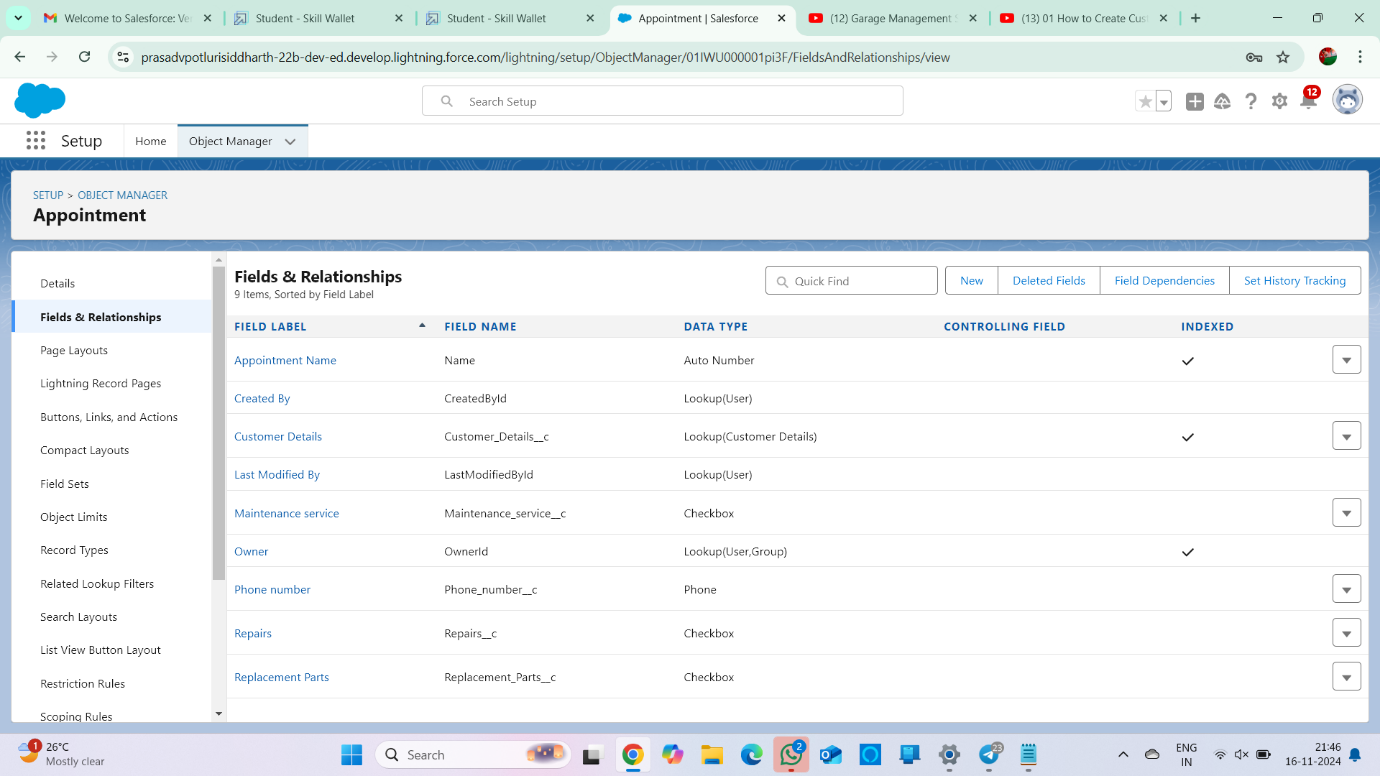 Welcome to Salesforce: Ve
Student - Skill Wallet
Student - Skill Wallet
Appointment | Salesforce
(12) Garage Management S
(13) 01 How to Create Cus
prasadvpotlurisiddharth-22b-dev-ed.develop.lightning.force.com/lightning/setup/ObjectManager/01IWU000001pi3F/FieldsAndRelationships/view
Search Setup
12
Setup
Home
Object Manager
SETUP > OBJECT MANAGER
Appointment
Details
Fields & Relationships
Page Layouts
Lightning Record Pages
Buttons, Links, and Actions
Compact Layouts
Field Sets
Object Limits
Record Types
Related Lookup Filters
Search Layouts
List View Button Layout
Restriction Rules
Scoping Rules
Fields & Relationships
9 Items, Sorted by Field Label
Quick Find
New
Deleted Fields
Field Dependencies
Set History Tracking
FIELD LABEL FIELD NAME DATA TYPE CONTROLLING FIELD INDEXED
Appointment Name Name Auto Number
Created By CreatedById Lookup(User)
Customer Details Customer_Details__c Lookup(Customer Details)
Last Modified By LastModifiedById Lookup(User)
Maintenance service Maintenance_service__c Checkbox
Owner OwnerId Lookup(User,Group)
Phone number Phone_number__c Phone
Repairs Repairs__c Checkbox
Replacement Parts Replacement_Parts__c Checkbox
1
26°C
Mostly clear
Search
2
23
ENG
IN
21:46
16-11-2024